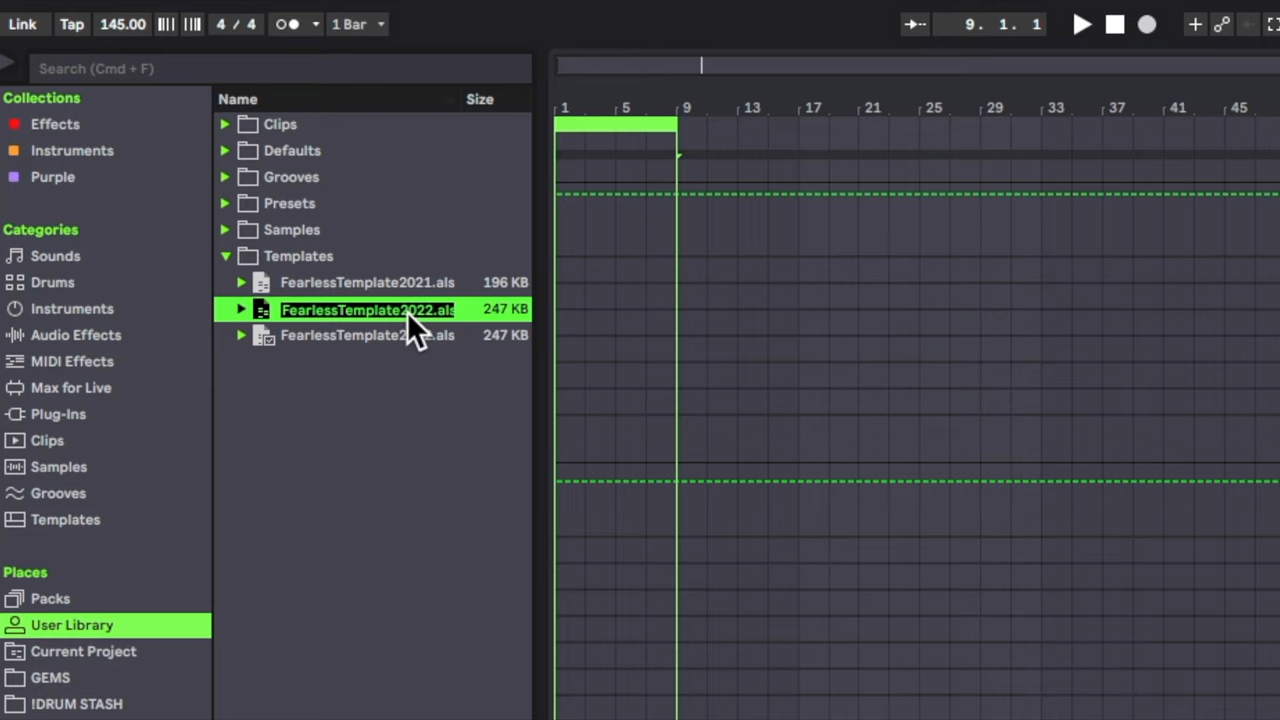 Link Tap 145.00 4 / 4 1 Bar 9. 1. 1
Search (Cmd + F)
Collections
Effects
Instruments
Purple
Categories
Sounds
Drums
Instruments
Audio Effects
MIDI Effects
Max for Live
Plug-Ins
Clips
Samples
Grooves
Templates
Places
Packs
User Library
Current Project
GEMS
!DRUM STASH
Name Size
Clips
Defaults
Grooves
Presets
Samples
Templates
FearlessTemplate2021.als 196 KB
FearlessTemplate2022.als 247 KB
247 KB
1 5 9 13 17 21 25 29 33 37 41 45